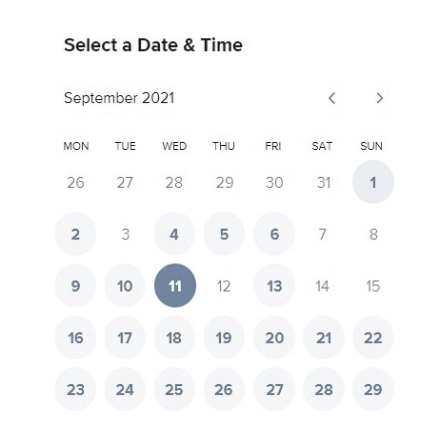 Select a Date & Time
September 2021
MON TUE WED THU FRI SAT SUN
26 27 28 29 30 31 1
2 3 4 5 6 7 8
9 10 11 12 13 14 15
16 17 18 19 20 21 22
23 24 25 26 27 28 29